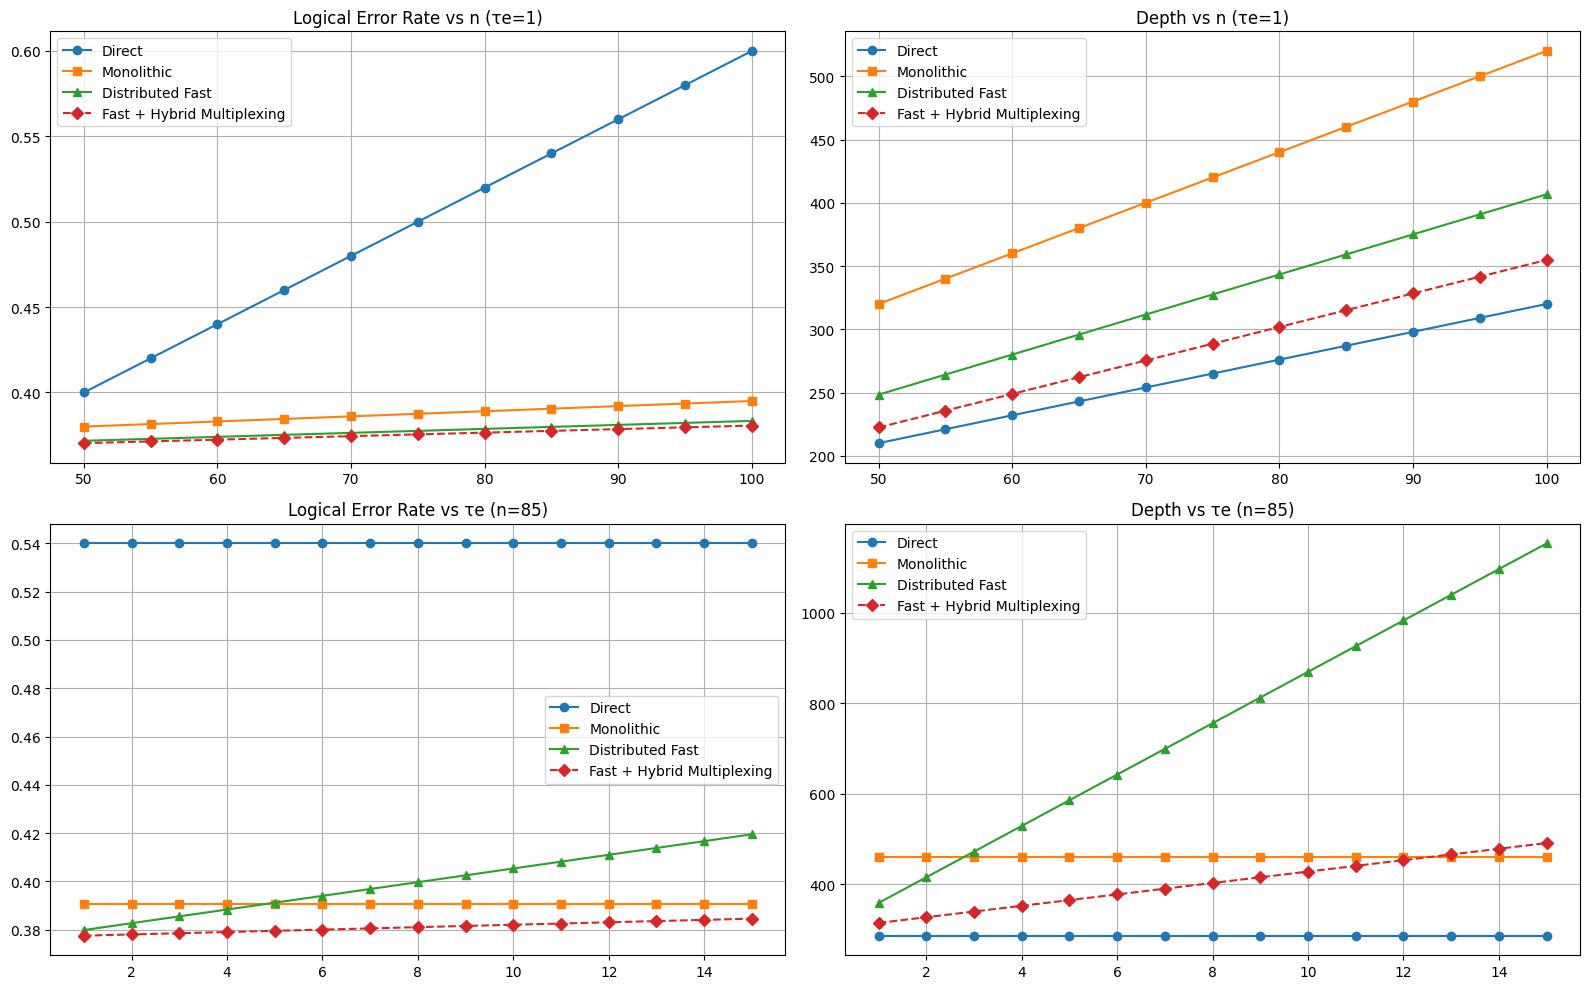 Logical Error Rate vs n (τe=1)
0.60
0.55
0.50
0.45
0.40
50 60 70 80 90 100
Direct
Monolithic
Distributed Fast
Fast + Hybrid Multiplexing
Depth vs n (τe=1)
500
450
400
350
300
250
200
50 60 70 80 90 100
Direct
Monolithic
Distributed Fast
Fast + Hybrid Multiplexing
Logical Error Rate vs τe (n=85)
0.54
0.52
0.50
0.48
0.46
0.44
0.42
0.40
0.38
2 4 6 8 10 12 14
Direct
Monolithic
Distributed Fast
Fast + Hybrid Multiplexing
Depth vs τe (n=85)
1000
800
600
400
2 4 6 8 10 12 14
Direct
Monolithic
Distributed Fast
Fast + Hybrid Multiplexing